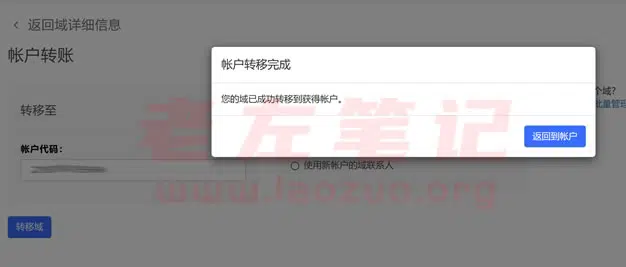 返回域详细信息
帐户转账
帐户转移完成
您的域已成功转移到获得帐户。
返回到帐户
个域?
批量管理
转移至
帐户代码：
使用新帐户的域联系人
转移域
老左笔记
www.laozuo.org